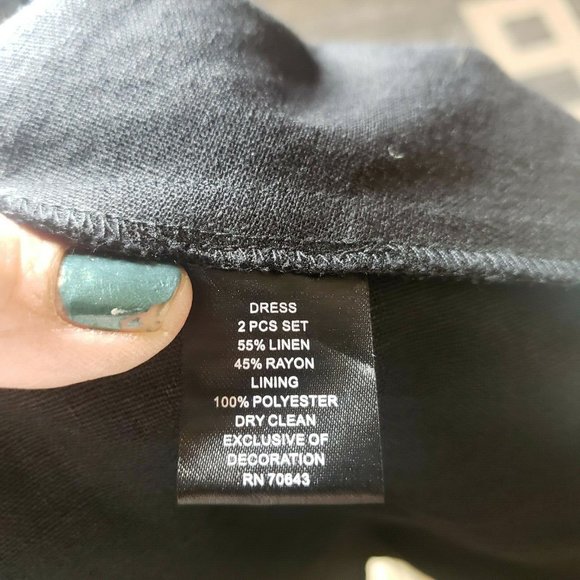 DRESS
2 PCS SET
55% LINEN
45% RAYON
LINING
100% POLYESTER
DRY CLEAN
EXCLUSIVE OF
DECORATION
RN 70643